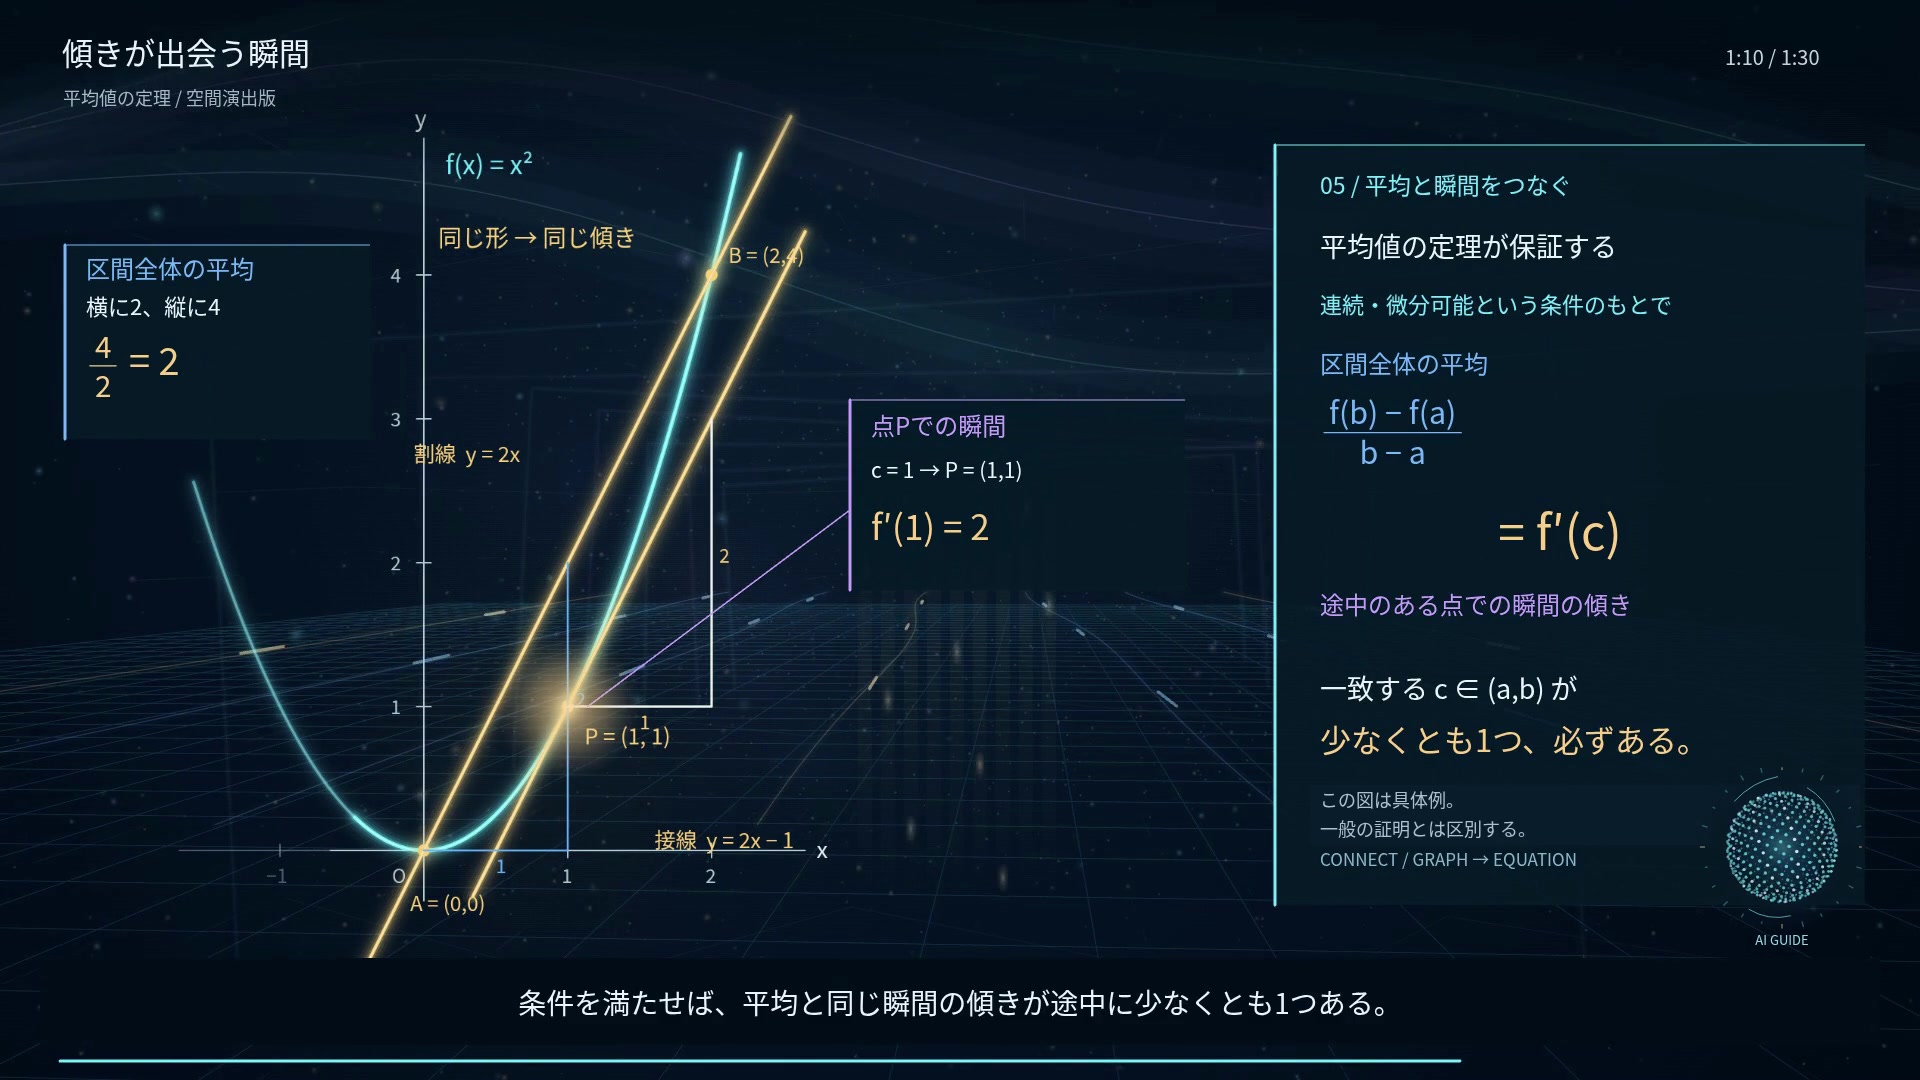 傾きが出会う瞬間
平均値の定理 / 空間演出版
1:10 / 1:30
y
f(x) = x²
同じ形 → 同じ傾き
B = (2,4)
区間全体の平均
横に2、縦に4
4
2
= 2
4
3
2
1
割線 y = 2x
点Pでの瞬間
c = 1 → P = (1,1)
f′(1) = 2
2
2
1
P = (1, 1)
接線 y = 2x − 1
x
−1
O
1
1
2
A = (0,0)
05 / 平均と瞬間をつなぐ
平均値の定理が保証する
連続・微分可能という条件のもとで
区間全体の平均
f(b) − f(a)
b − a
= f′(c)
途中のある点での瞬間の傾き
一致する c ∈ (a,b) が
少なくとも1つ、必ずある。
この図は具体例。
一般の証明とは区別する。
CONNECT / GRAPH → EQUATION
AI GUIDE
条件を満たせば、平均と同じ瞬間の傾きが途中に少なくとも1つある。